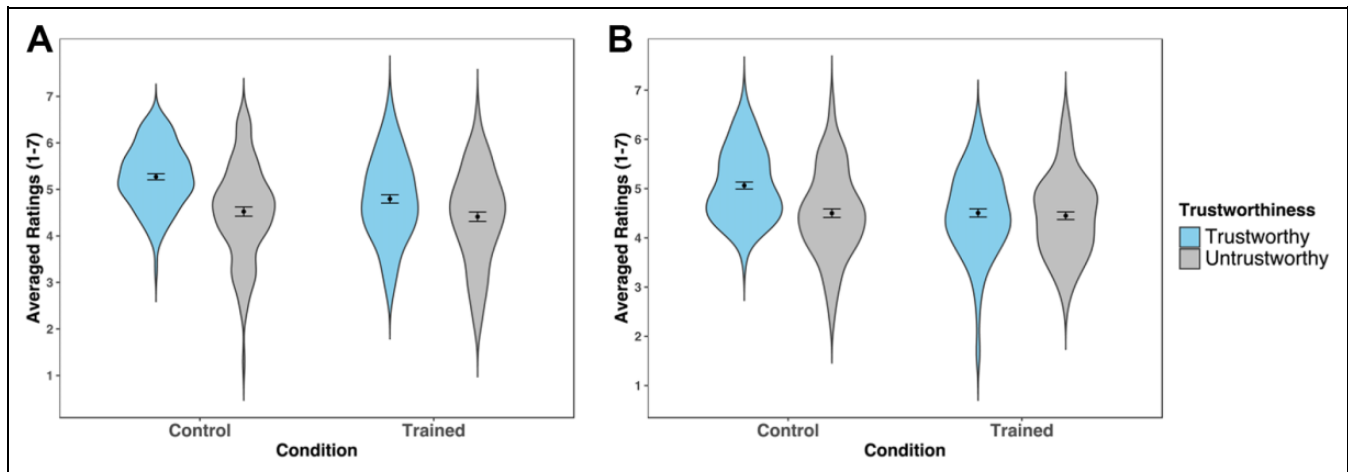 A
B
Averaged Ratings (1-7)
7
6
5
4
3
2
1
Control
Trained
Condition
Averaged Ratings (1-7)
7
6
5
4
3
2
1
Control
Trained
Condition
Trustworthiness
Trustworthy
Untrustworthy